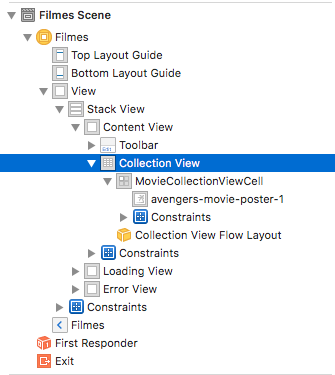 Filmes Scene
Filmes
Top Layout Guide
Bottom Layout Guide
View
Stack View
Content View
Edit Toolbar
Collection View
MovieCollectionViewCell
avengers-movie-poster-1
Constraints
Collection View Flow Layout
Constraints
Loading View
Error View
Constraints
Filmes
First Responder
Exit